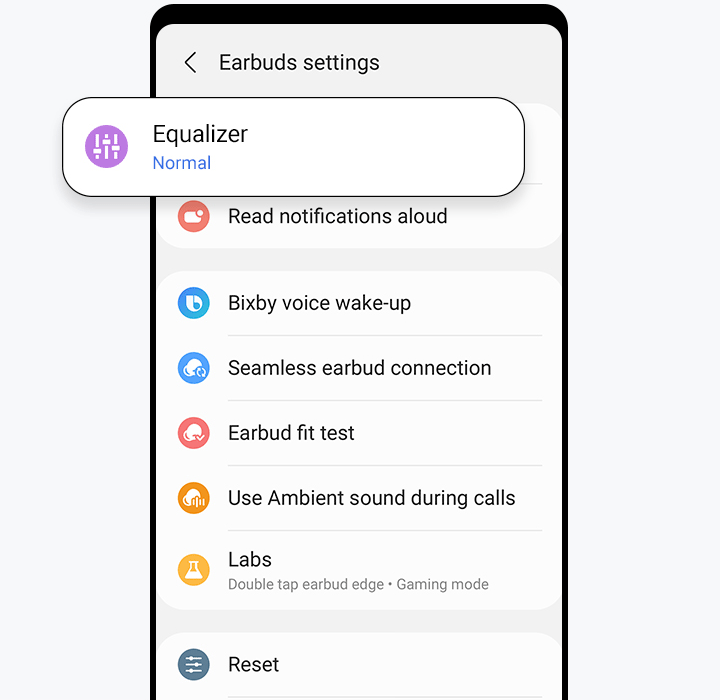 Earbuds settings
Equalizer
Normal
Read notifications aloud
Bixby voice wake-up
Seamless earbud connection
Earbud fit test
Use Ambient sound during calls
Labs
Double tap earbud edge • Gaming mode
Reset